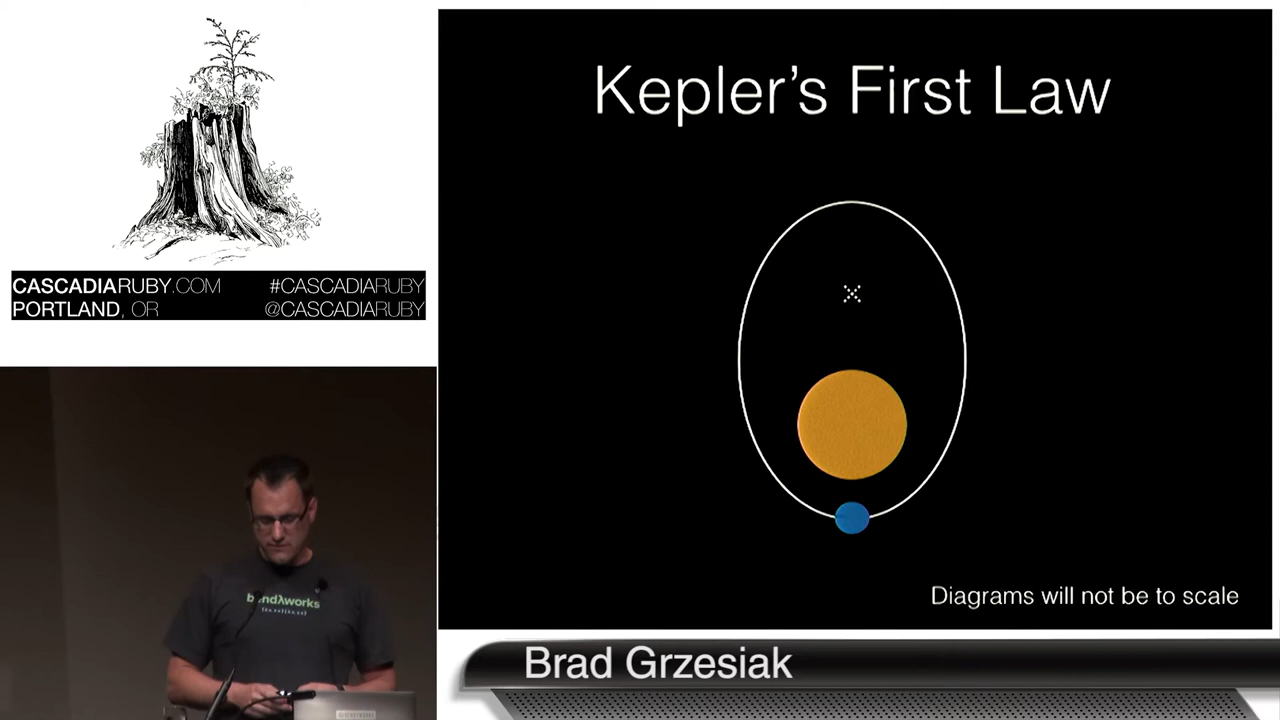 Kepler's First Law
CASCADIARUBY.COM #CASCADIARUBY
PORTLAND, OR @CASCADIARUBY
Diagrams will not be to scale
Brad Grzesiak